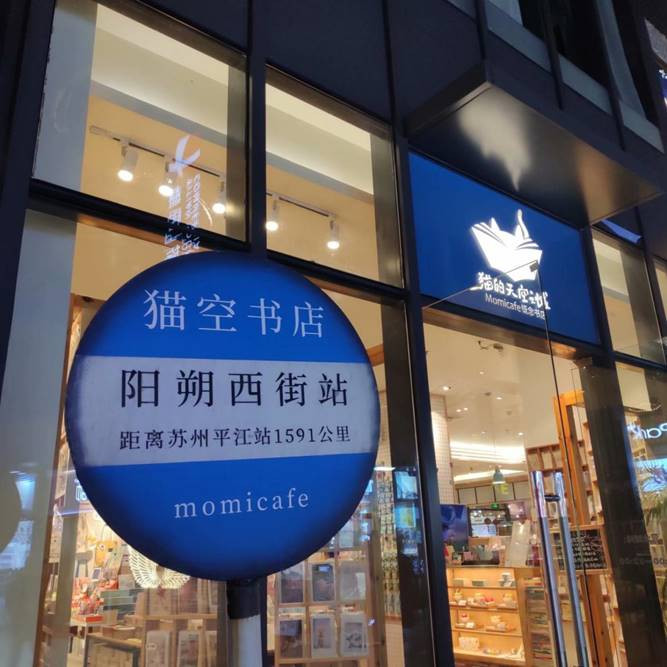 猫空书店
阳朔西街站
距离苏州平江站1591公里
momicafe
猫的天空之城
Momicafe概念书店